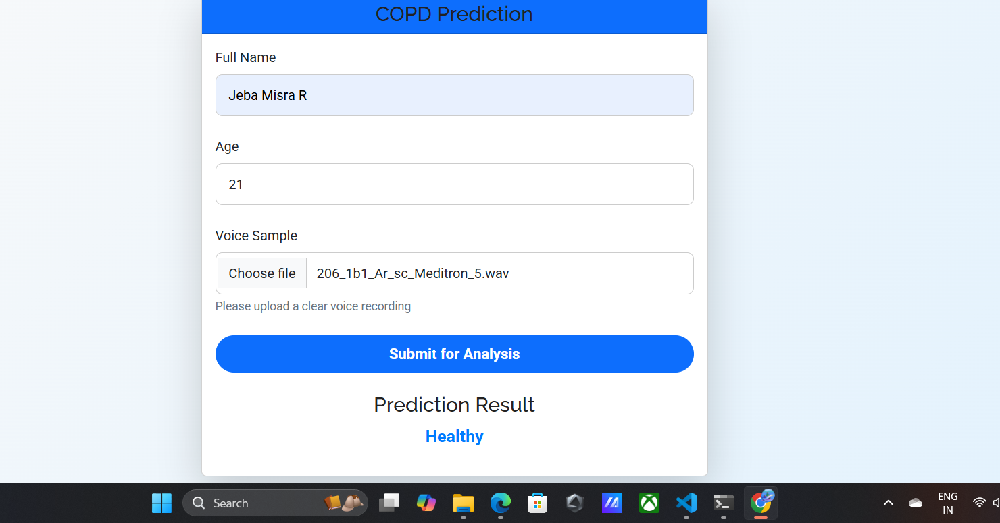 COPD Prediction
Full Name
Jeba Misra R
Age
21
Voice Sample
Choose file 206_1b1_Ar_sc_Meditron_5.wav
Please upload a clear voice recording
Submit for Analysis
Prediction Result
Healthy
Search
ENG
IN